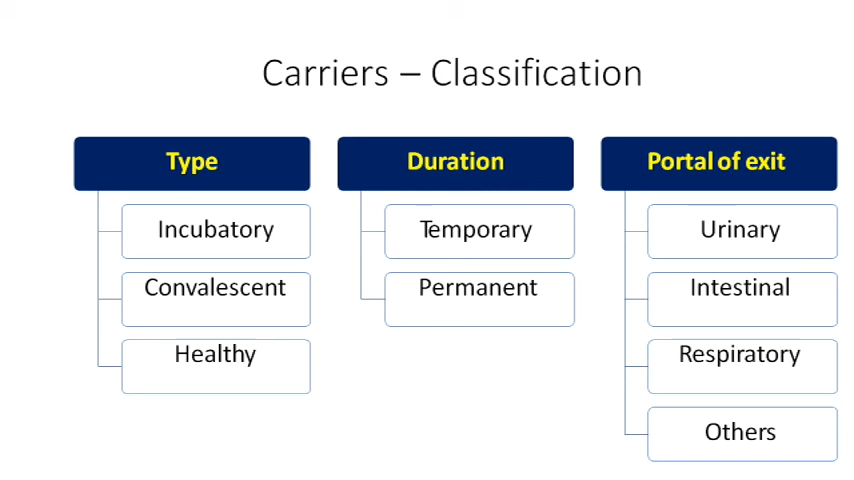 Carriers – Classification
Type
Incubatory
Convalescent
Healthy
Duration
Temporary
Permanent
Portal of exit
Urinary
Intestinal
Respiratory
Others